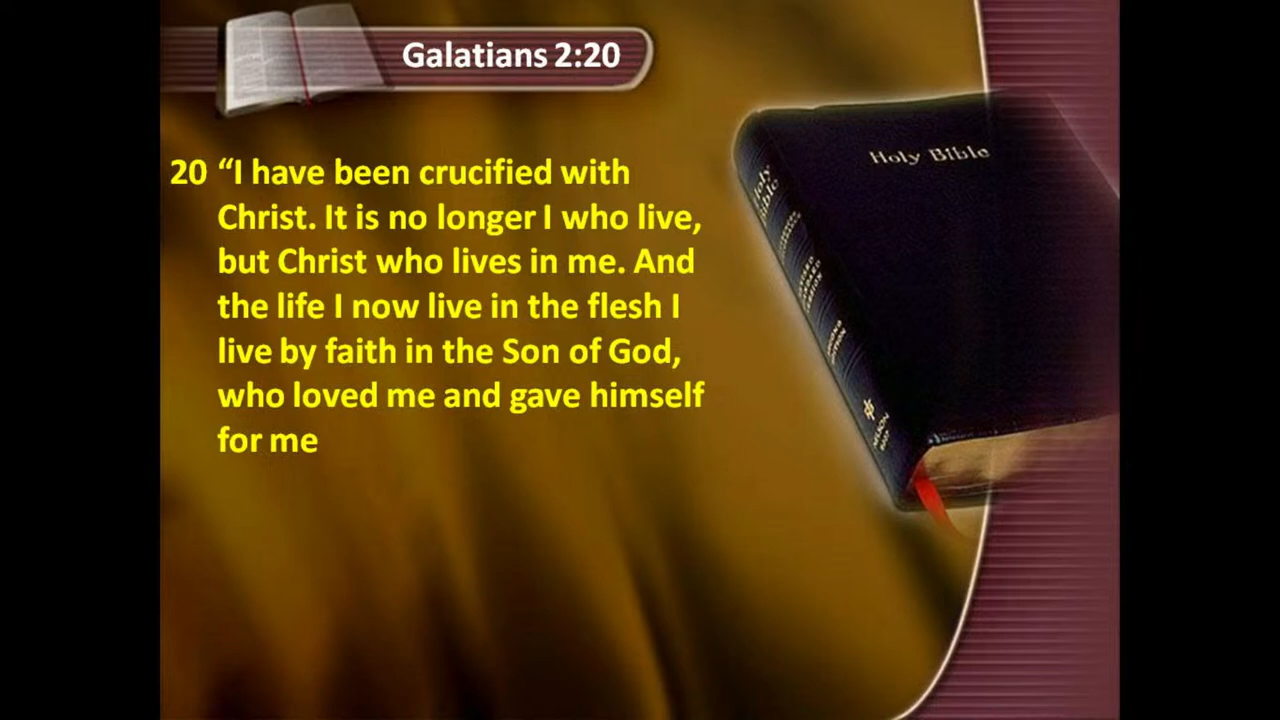 Galatians 2:20
20 “I have been crucified with
Christ. It is no longer I who live,
but Christ who lives in me. And
the life I now live in the flesh I
live by faith in the Son of God,
who loved me and gave himself
for me
Holy Bible
Holy
Bible